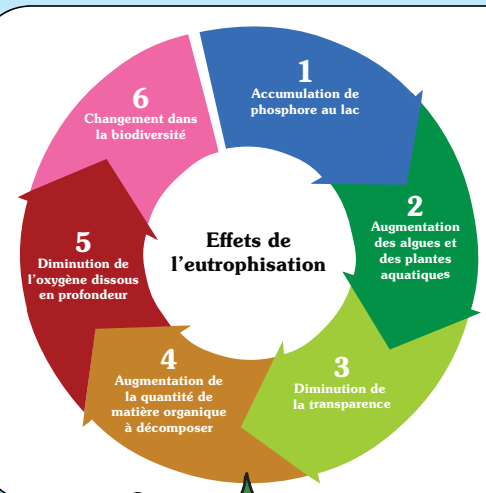 1
Accumulation de
phosphore au lac
2
Augmentation
des algues et
des plantes
aquatiques
3
Diminution de
la transparence
4
Augmentation de
la quantité de
matière organique
à décomposer
5
Diminution de
l'oxygène dissous
en profondeur
6
Changement dans
la biodiversité
Effets de
l'eutrophisation